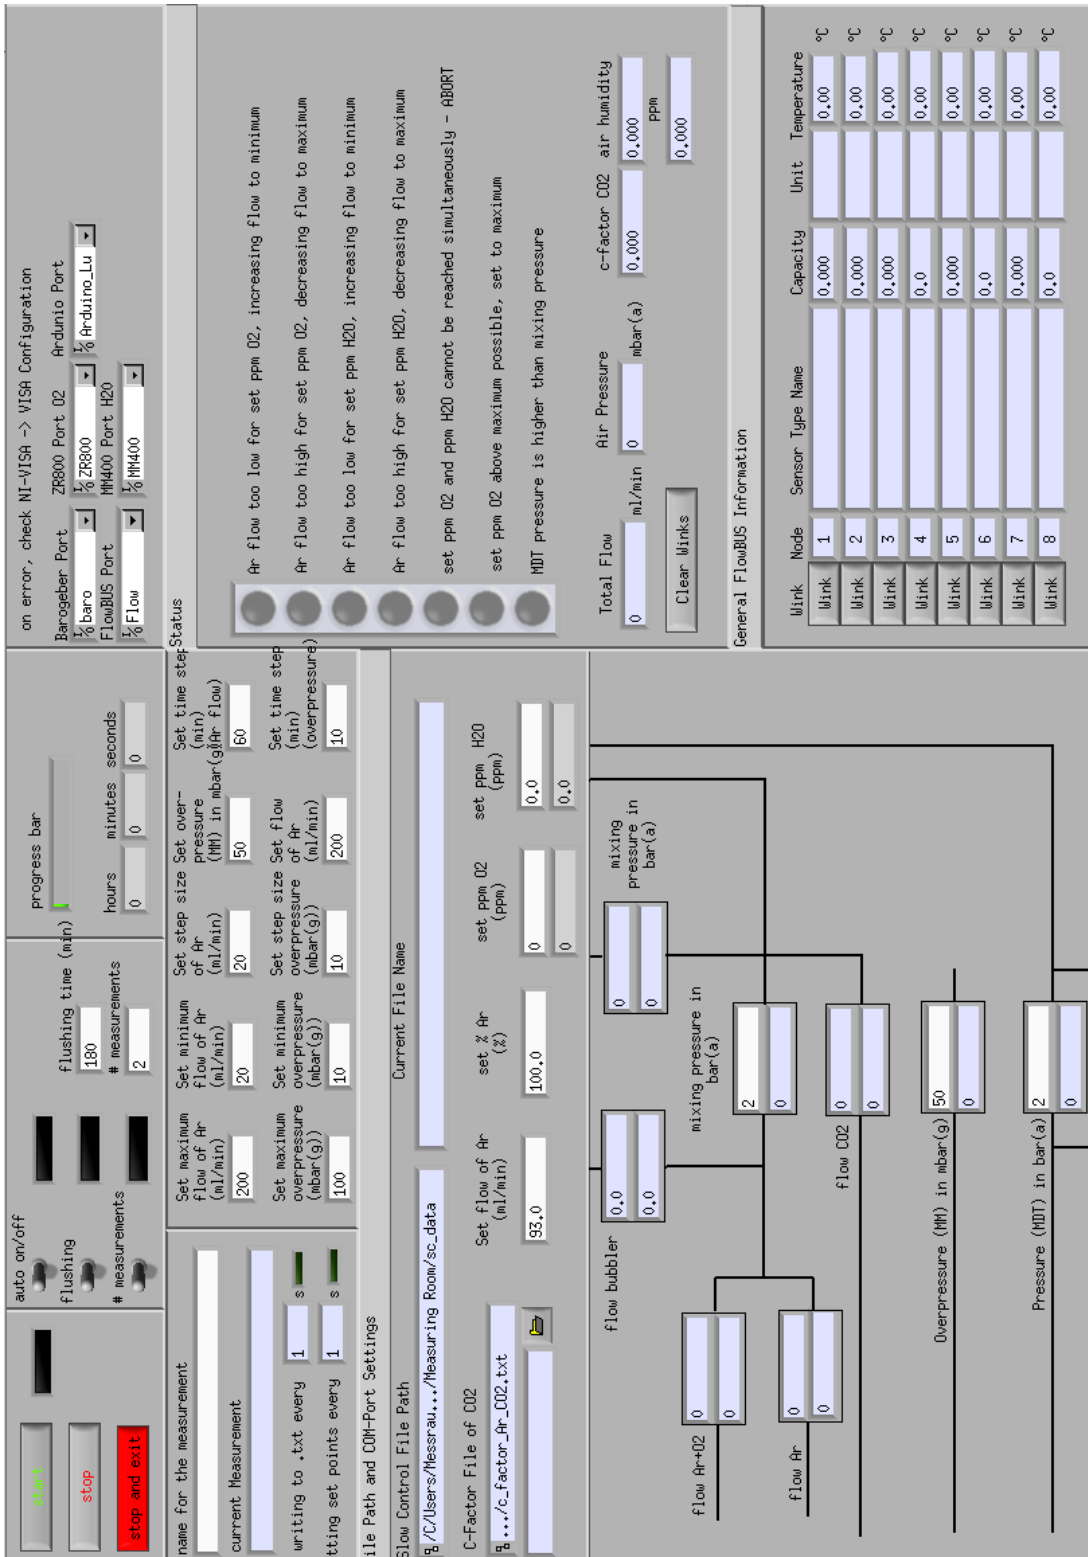 start
stop
stop and exit
auto on/off
flushing
# measurements
flushing time (min)
180
# measurements
2
progress bar
hours minutes seconds
0 0 0
on error, check NI-VISA -> VISA Configuration
Barogeber Port ZR800 Port O2 Ardunio Port
baro ZR800 Arduino_Lu
FlowBUS Port MM400 Port H2O
Flow MM400
name for the measurement
current Measurement
writing to .txt every 1 s
tting set points every 1 s
Set maximum flow of Ar (ml/min)
200
Set minimum flow of Ar (ml/min)
20
Set step size of Ar (ml/min)
20
Set over-pressure (MM) in mbar(g)
50
Set time step (min) (Ar flow)
60
Set maximum overpressure (mbar(g))
100
Set minimum overpressure (mbar(g))
10
Set step size overpressure (mbar(g))
10
Set flow of Ar (ml/min)
200
Set time step (min) (overpressure)
10
ile Path and COM-Port Settings
Slow Control File Path
/C/Users/Messrau.../Measuring Room/sc_data
Current File Name
C-Factor File of CO2
.../c_factor_Ar_CO2.txt
Set flow of Ar (ml/min)
93.0
set % Ar (%)
100.0
set ppm O2 (ppm)
0
0
set ppm H2O (ppm)
0.0
0.0
flow bubbler
0.0
0.0
mixing pressure in bar(a)
0
0
flow Ar+O2
0
0
mixing pressure in bar(a)
2
0
flow Ar
0
0
flow CO2
0
0
Overpressure (MM) in mbar(g)
50
0
Pressure (MDT) in bar(a)
2
0
Status
Ar flow too low for set ppm O2, increasing flow to minimum
Ar flow too high for set ppm O2, decreasing flow to maximum
Ar flow too low for set ppm H2O, increasing flow to minimum
Ar flow too high for set ppm H2O, decreasing flow to maximum
set ppm O2 and ppm H2O cannot be reached simultaneously - ABORT
set ppm O2 above maximum possible, set to maximum
MDT pressure is higher than mixing pressure
Total Flow Air Pressure c-factor CO2 air humidity
0 ml/min 0 mbar(a) 0.000 0.000
ppm
Clear Winks 0.000
General FlowBUS Information
Wink Node Sensor Type Name Capacity Unit Temperature
Wink 1 0.000 0.00 °C
Wink 2 0.000 0.00 °C
Wink 3 0.000 0.00 °C
Wink 4 0.0 0.00 °C
Wink 5 0.000 0.00 °C
Wink 6 0.0 0.00 °C
Wink 7 0.000 0.00 °C
Wink 8 0.0 0.00 °C